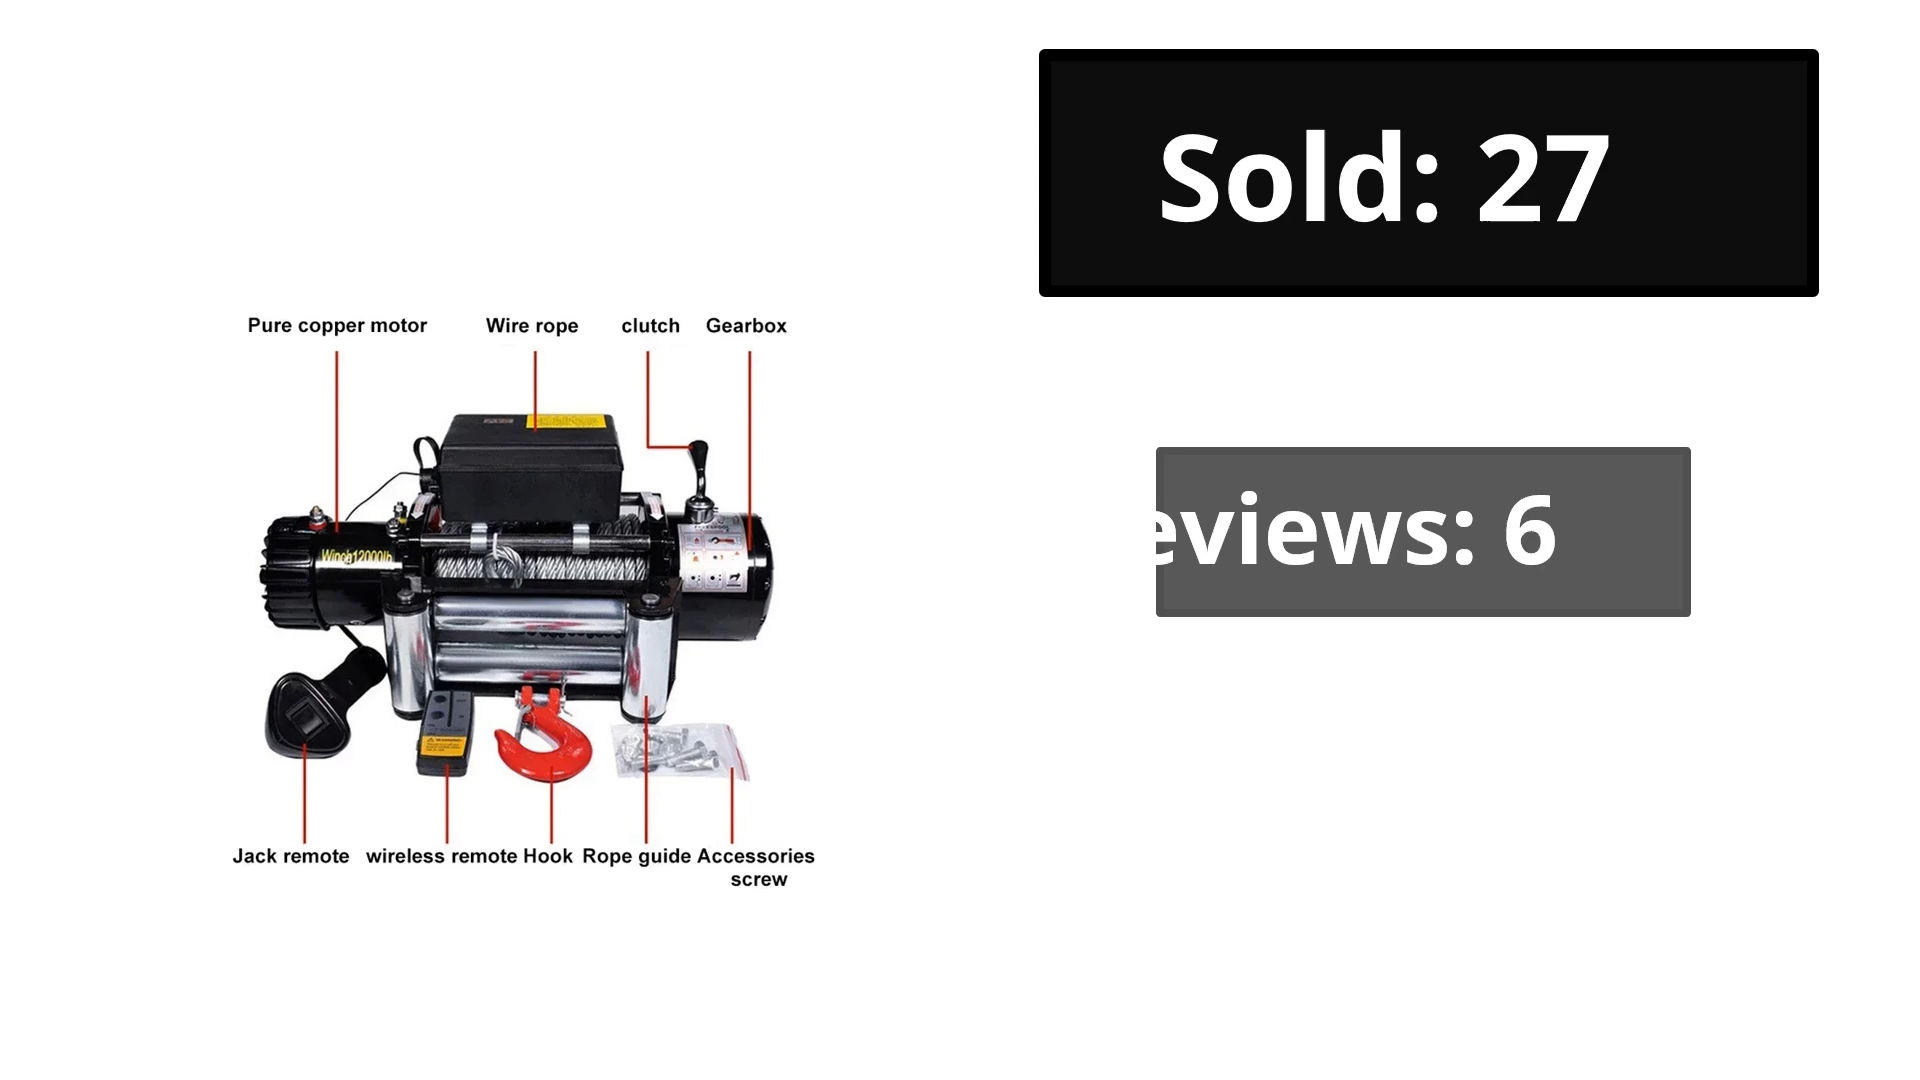 Sold: 27
eviews: 6
Pure copper motor Wire rope clutch Gearbox
Winch12000lb
Jack remote wireless remote Hook Rope guide Accessories
screw